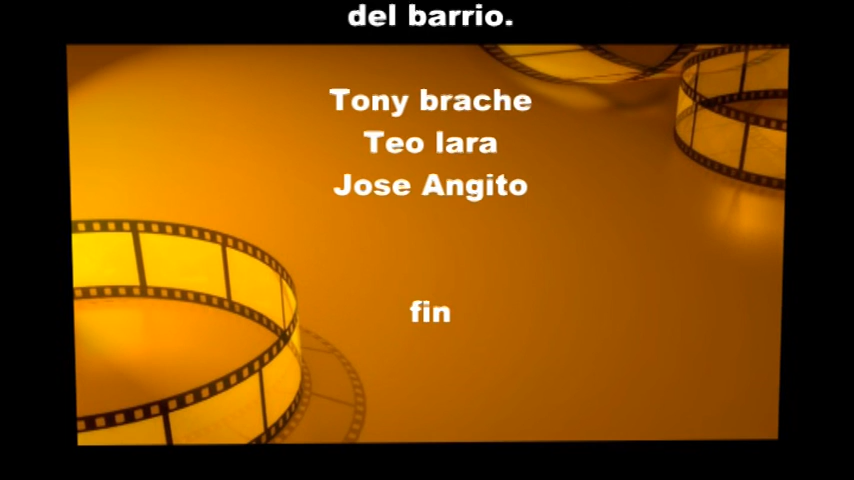 del barrio.
Tony brache
Teo lara
Jose Angito
fin